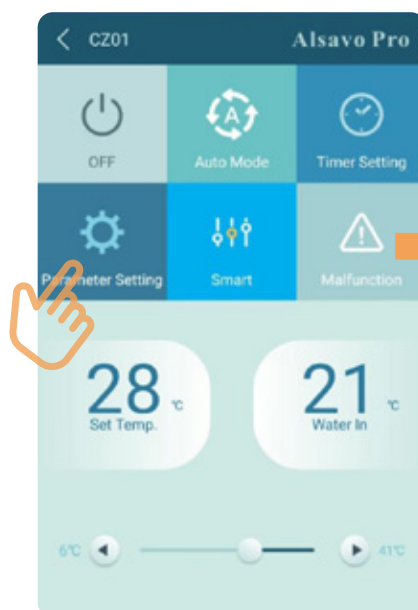 CZ01 Alsavo Pro
OFF Auto Mode Timer Setting
Parameter Setting Smart Malfunction
28 °C 21 °C
Set Temp. Water In
6°C 41°C